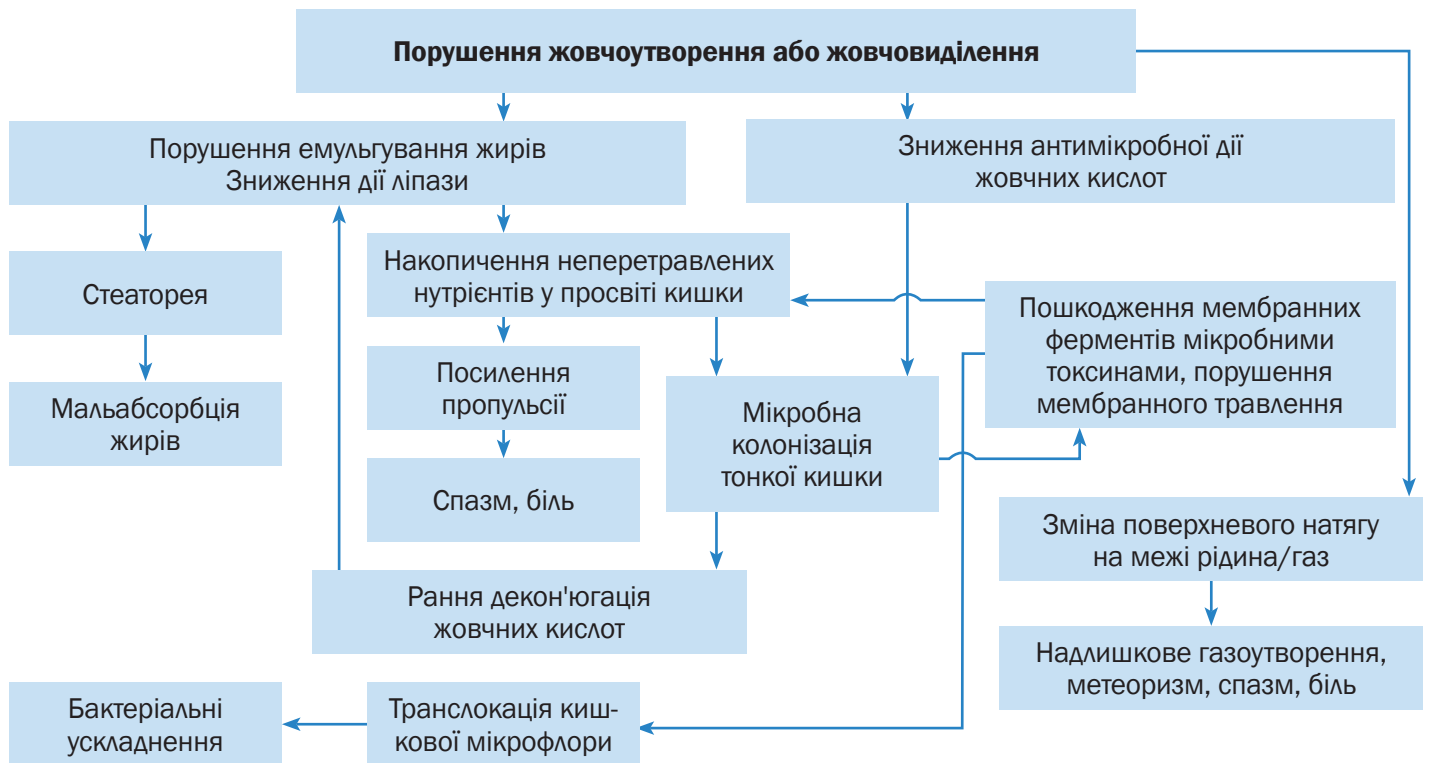 Порушення жовчоутворення або жовчовиділення
Порушення емульгування жирів
Зниження дії ліпази
Зниження антимікробної дії
жовчних кислот
Стеаторея
Накопичення неперетравлених
нутрієнтів у просвіті кишки
Пошкодження мембранних
ферментів мікробними
токсинами, порушення
мембранного травлення
Мальабсорбція
жирів
Посилення
пропульсії
Мікробна
колонізація
тонкої кишки
Спазм, біль
Зміна поверхневого натягу
на межі рідина/газ
Рання декон'югація
жовчних кислот
Надлишкове газоутворення,
метеоризм, спазм, біль
Бактеріальні
ускладнення
Транслокація киш-
кової мікрофлори